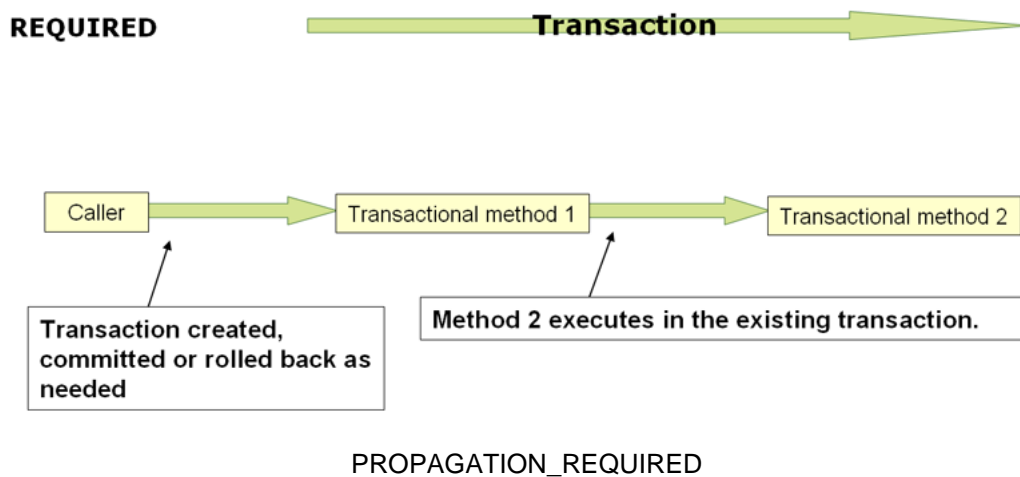 REQUIRED
Transaction
Caller
Transactional method 1
Transactional method 2
Transaction created,
committed or rolled back as
needed
Method 2 executes in the existing transaction.
PROPAGATION_REQUIRED